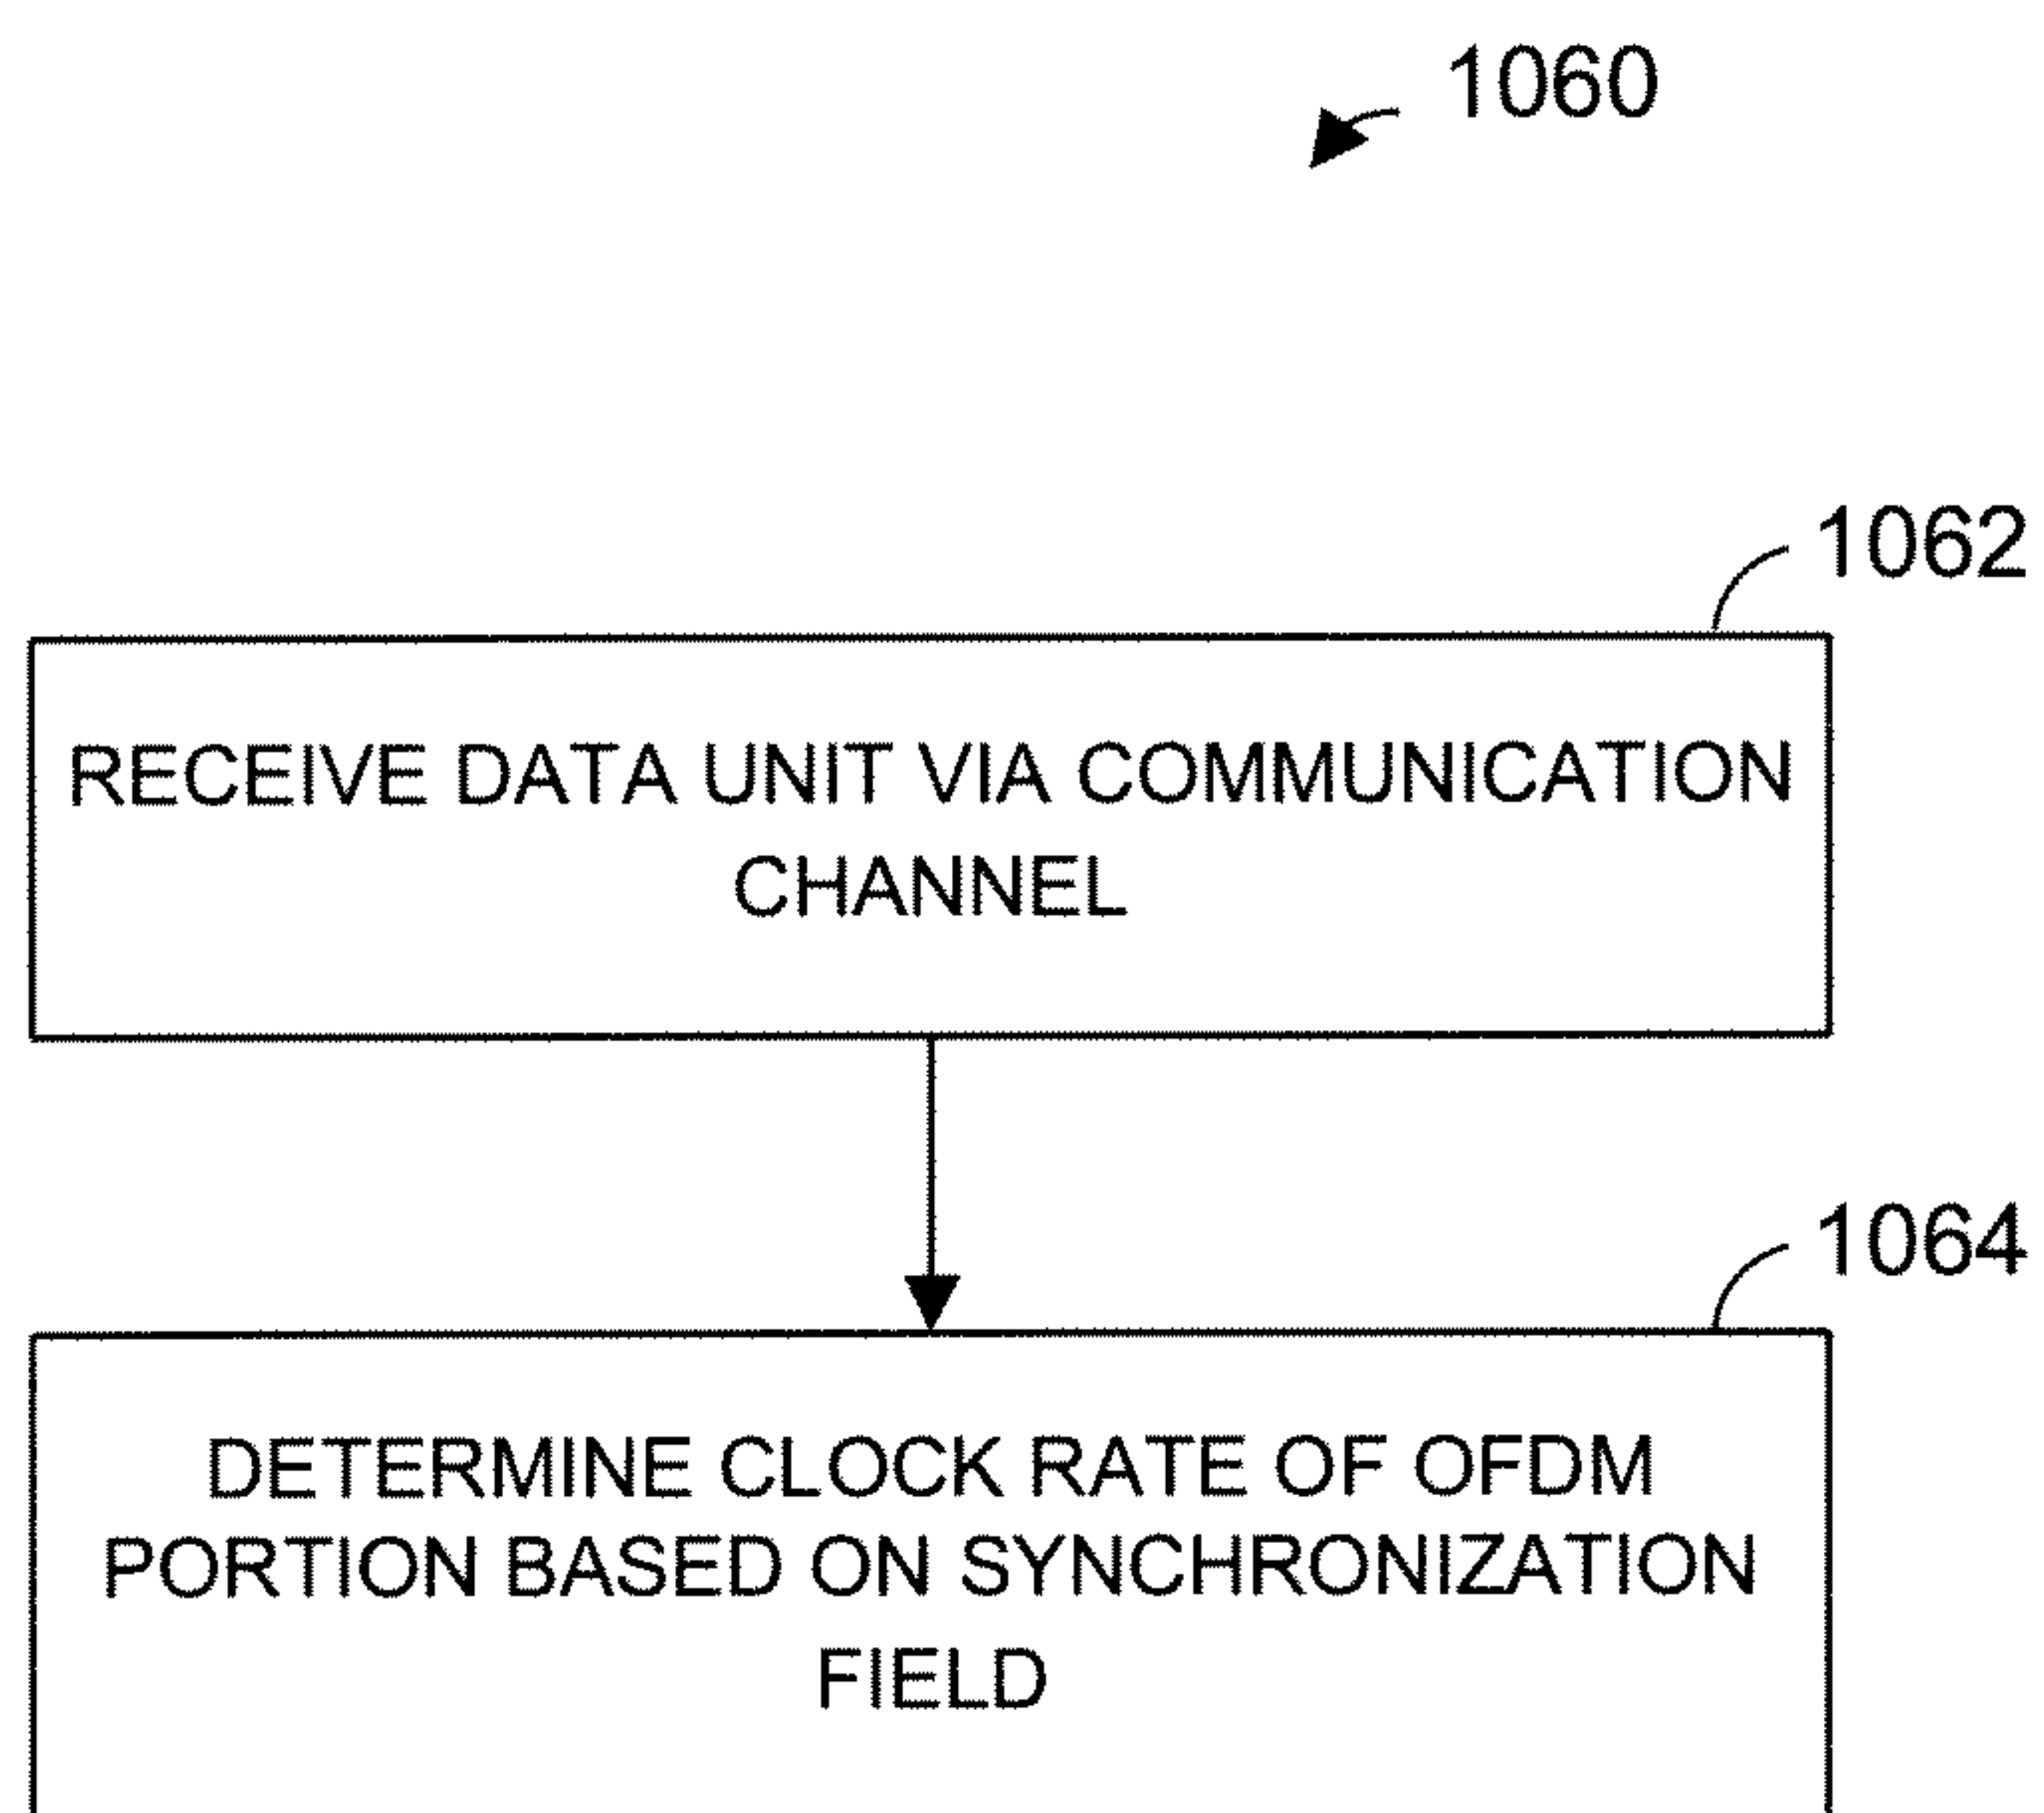 1060
1062
RECEIVE DATA UNIT VIA COMMUNICATION
CHANNEL
1064
DETERMINE CLOCK RATE OF OFDM
PORTION BASED ON SYNCHRONIZATION
FIELD